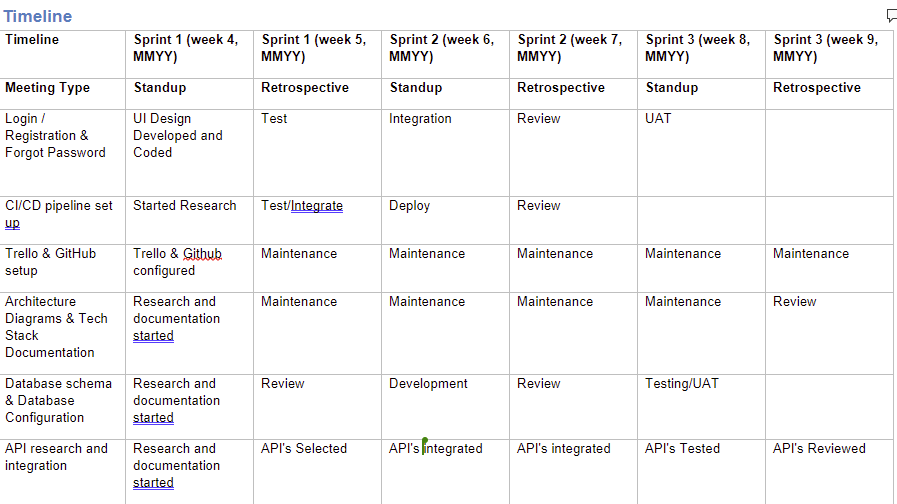 Timeline
Timeline
Sprint 1 (week 4, MMYY)
Sprint 1 (week 5, MMYY)
Sprint 2 (week 6, MMYY)
Sprint 2 (week 7, MMYY)
Sprint 3 (week 8, MMYY)
Sprint 3 (week 9, MMYY)
Meeting Type
Standup
Retrospective
Standup
Retrospective
Standup
Retrospective
Login /
Registration &
Forgot Password
UI Design
Developed and
Coded
Test
Integration
Review
UAT
CI/CD pipeline set
up
Started Research
Test/Integrate
Deploy
Review
Trello & GitHub
setup
Trello & Github
configured
Maintenance
Maintenance
Maintenance
Maintenance
Maintenance
Architecture
Diagrams & Tech
Stack
Documentation
Research and
documentation
started
Maintenance
Maintenance
Maintenance
Maintenance
Review
Database schema
& Database
Configuration
Research and
documentation
started
Review
Development
Review
Testing/UAT
API research and
integration
Research and
documentation
started
API's Selected
API's integrated
API's integrated
API's Tested
API's Reviewed